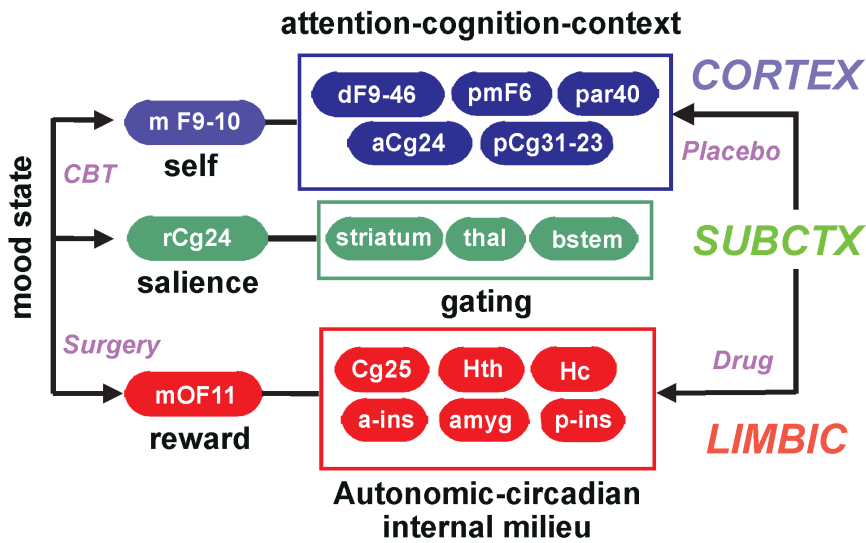 attention-cognition-context
CORTEX
dF9-46 pmF6 par40
m F9-10
aCg24 pCg31-23
self
CBT
Placebo
mood state
rCg24
striatum thal bstem
SUBCTX
salience
gating
Surgery
Drug
Cg25 Hth Hc
mOF11
a-ins amyg p-ins
reward
LIMBIC
Autonomic-circadian
internal milieu